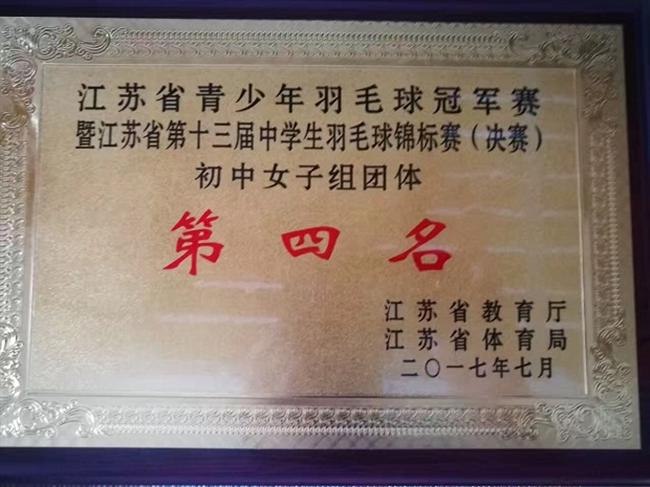 江苏省青少年羽毛球冠军赛
暨江苏省第十三届中学生羽毛球锦标赛（决赛）
初中女子组团体
第四名
江苏省教育厅
江苏省体育局
二〇一七年七月